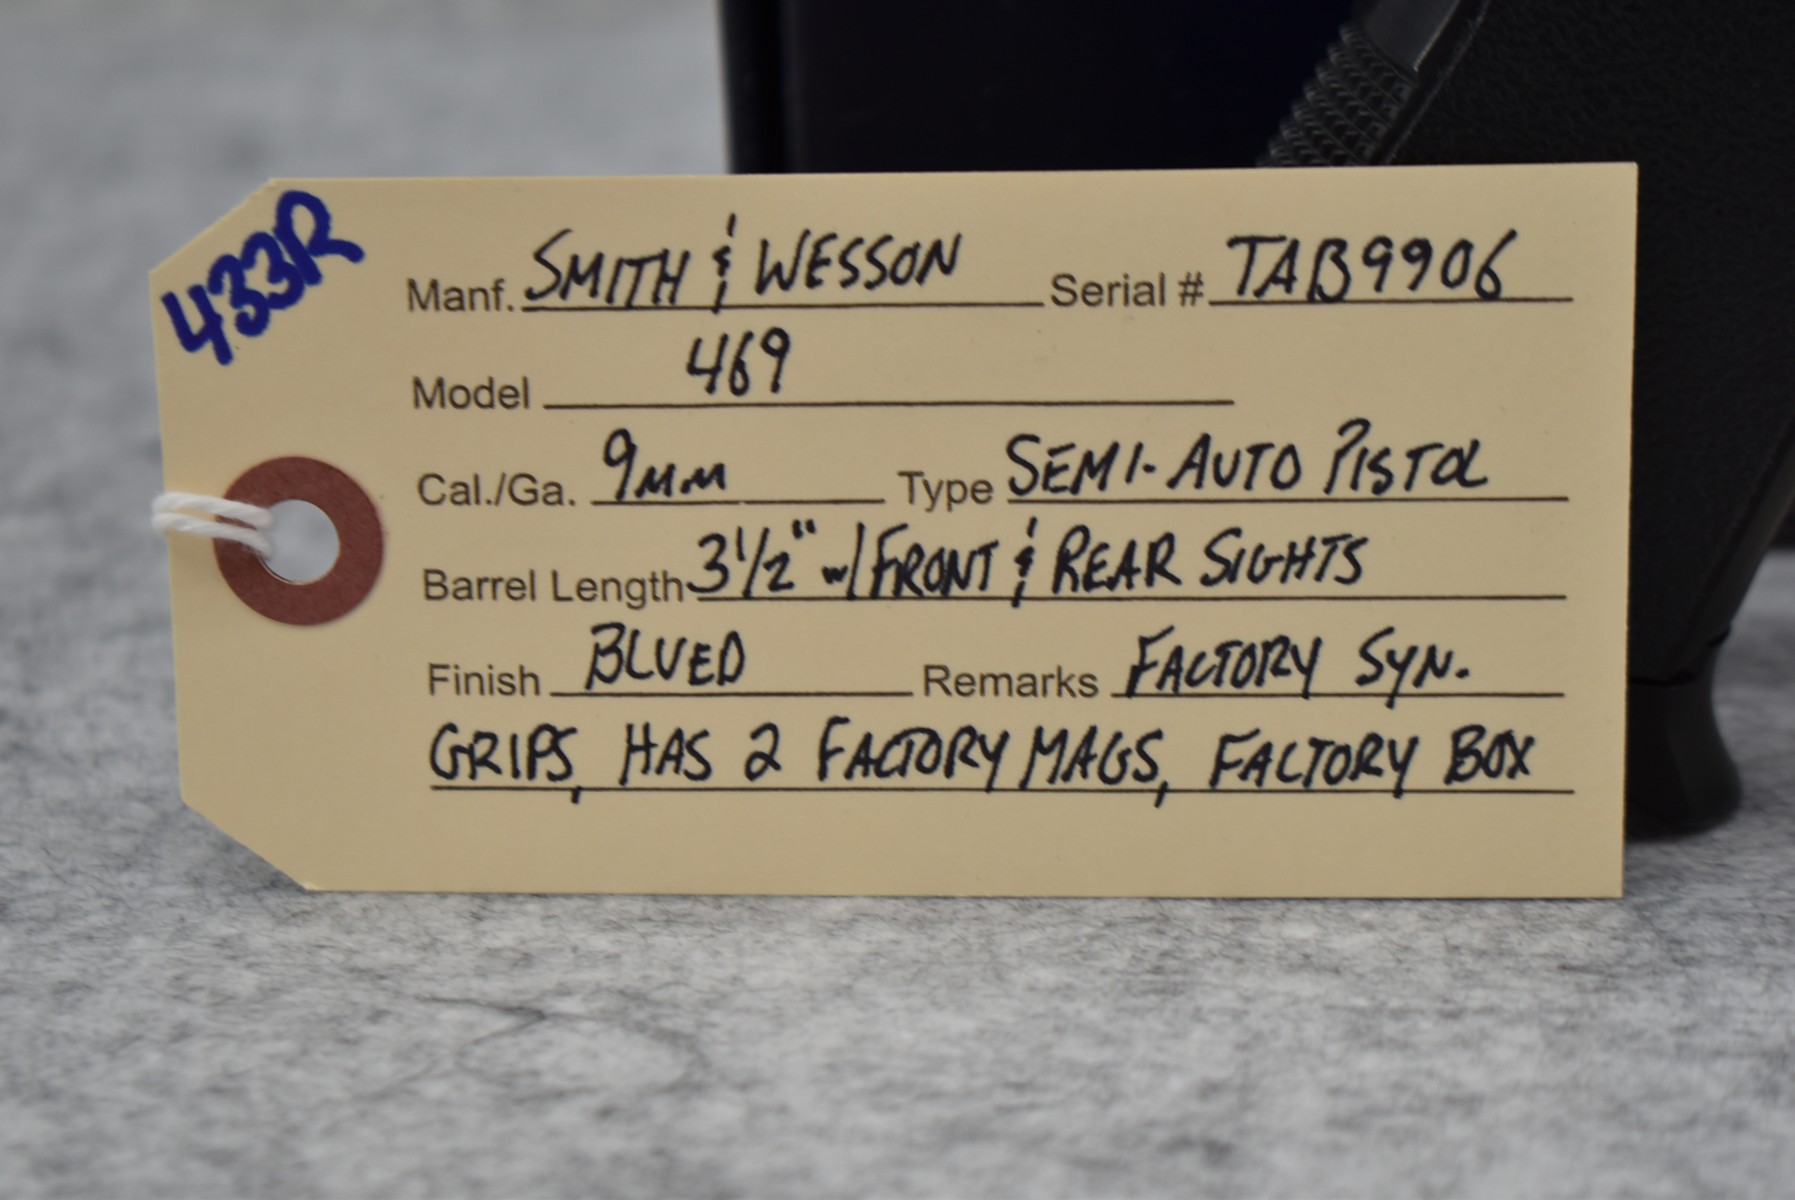 433R
Manf. SMITH & WESSON Serial # TAB9906
Model 469
Cal./Ga. 9mm Type SEMI-AUTO PISTOL
Barrel Length 3 1/2" w/ FRONT & REAR SIGHTS
Finish BLUED Remarks FACTORY SYN.
GRIPS, HAS 2 FACTORY MAGS, FACTORY BOX